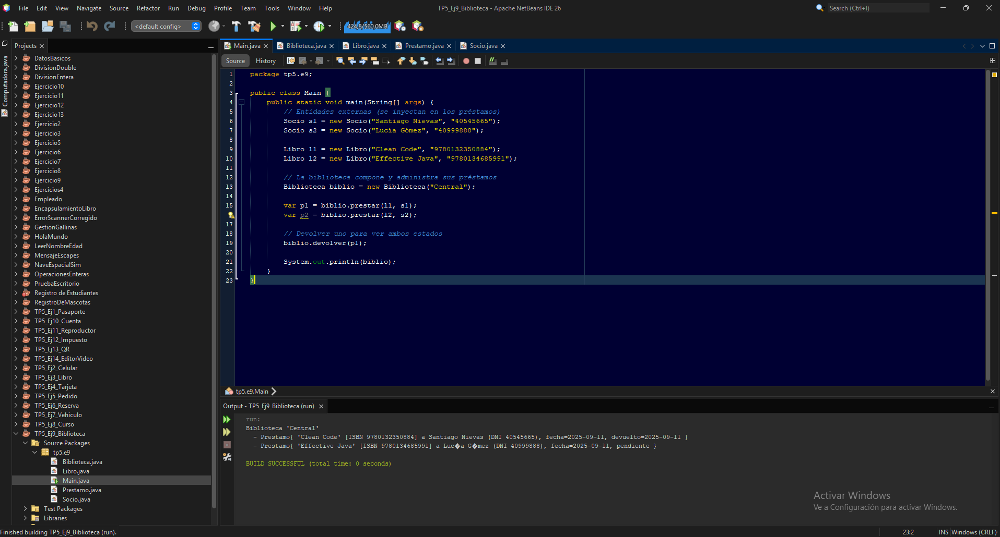 File Edit View Navigate Source Refactor Run Debug Profile Team Tools Window Help
TP5_Ej9_Biblioteca - Apache NetBeans IDE 26
Search (Ctrl+I)
<default config>
424,8/560,0MB
Computadora.java
Projects
DatosBasicos
DivisionDouble
DivisionEntera
Ejercicio10
Ejercicio11
Ejercicio12
Ejercicio13
Ejercicio2
Ejercicio3
Ejercicio5
Ejercicio6
Ejercicio7
Ejercicio8
Ejercicio9
Ejercicios4
Empleado
EncapsulamientoLibro
ErrorScannerCorregido
GestionGallinas
HolaMundo
LeerNombreEdad
MensajeEscapes
NaveEspacialSim
OperacionesEnteras
PruebaEscritorio
Registro de Estudiantes
RegistroDeMascotas
TP5_Ej1_Pasaporte
TP5_Ej10_Cuenta
TP5_Ej11_Reproductor
TP5_Ej12_Impuesto
TP5_Ej13_QR
TP5_Ej14_EditorVideo
TP5_Ej2_Celular
TP5_Ej3_Libro
TP5_Ej4_Tarjeta
TP5_Ej5_Pedido
TP5_Ej6_Reserva
TP5_Ej7_Vehiculo
TP5_Ej8_Curso
TP5_Ej9_Biblioteca
Source Packages
tp5.e9
Biblioteca.java
Libro.java
Main.java
Prestamo.java
Socio.java
Test Packages
Libraries
Main.java Biblioteca.java Libro.java Prestamo.java Socio.java
Source History
1 package tp5.e9;
2
3 public class Main {
4 public static void main(String[] args) {
5 // Entidades externas (se inyectan en los préstamos)
6 Socio s1 = new Socio("Santiago Nievas", "40545665");
7 Socio s2 = new Socio("Lucía Gómez", "40999888");
8
9 Libro l1 = new Libro("Clean Code", "9780132350884");
10 Libro l2 = new Libro("Effective Java", "9780134685991");
11
12 // La biblioteca compone y administra sus préstamos
13 Biblioteca biblio = new Biblioteca("Central");
14
15 var p1 = biblio.prestar(l1, s1);
var p2 = biblio.prestar(l2, s2);
17
18 // Devolver uno para ver ambos estados
19 biblio.devolver(p1);
20
21 System.out.println(biblio);
22 }
23 }
tp5.e9.Main
Output - TP5_Ej9_Biblioteca (run)
run:
Biblioteca 'Central'
- Prestamo{ 'Clean Code' [ISBN 9780132350884] a Santiago Nievas (DNI 40545665), fecha=2025-09-11, devuelto=2025-09-11 }
- Prestamo{ 'Effective Java' [ISBN 9780134685991] a Luc�a G�mez (DNI 40999888), fecha=2025-09-11, pendiente }
BUILD SUCCESSFUL (total time: 0 seconds)
Activar Windows
Ve a Configuración para activar Windows.
Finished building TP5_Ej9_Biblioteca (run).
23:2 INS Windows (CRLF)